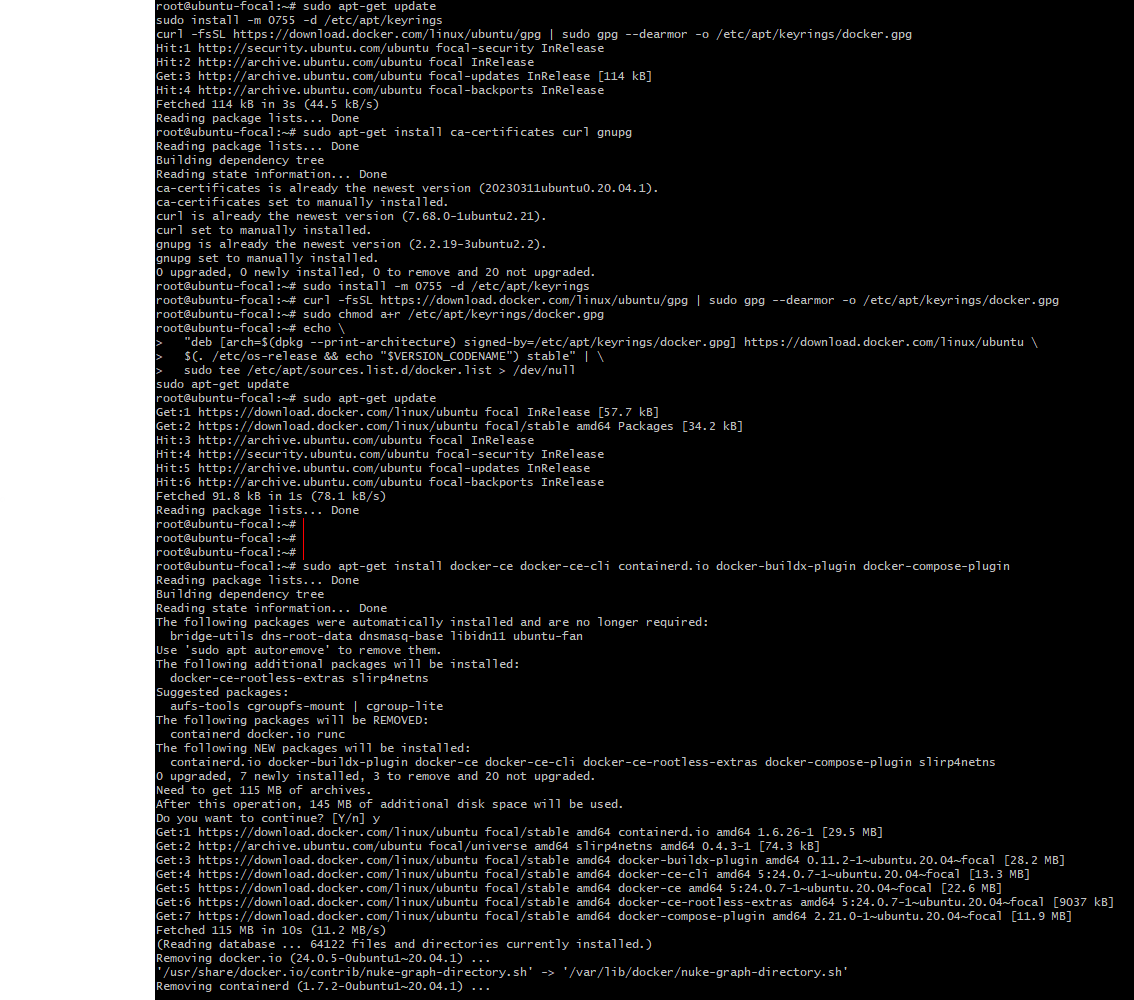 root@ubuntu-focal:~# sudo apt-get update
sudo install -m 0755 -d /etc/apt/keyrings
curl -fsSL https://download.docker.com/linux/ubuntu/gpg | sudo gpg --dearmor -o /etc/apt/keyrings/docker.gpg
Hit:1 http://security.ubuntu.com/ubuntu focal-security InRelease
Hit:2 http://archive.ubuntu.com/ubuntu focal InRelease
Get:3 http://archive.ubuntu.com/ubuntu focal-updates InRelease [114 kB]
Hit:4 http://archive.ubuntu.com/ubuntu focal-backports InRelease
Fetched 114 kB in 3s (44.5 kB/s)
Reading package lists... Done
root@ubuntu-focal:~# sudo apt-get install ca-certificates curl gnupg
Reading package lists... Done
Building dependency tree
Reading state information... Done
ca-certificates is already the newest version (20230311ubuntu0.20.04.1).
ca-certificates set to manually installed.
curl is already the newest version (7.68.0-1ubuntu2.21).
curl set to manually installed.
gnupg is already the newest version (2.2.19-3ubuntu2.2).
gnupg set to manually installed.
0 upgraded, 0 newly installed, 0 to remove and 20 not upgraded.
root@ubuntu-focal:~# sudo install -m 0755 -d /etc/apt/keyrings
root@ubuntu-focal:~# curl -fsSL https://download.docker.com/linux/ubuntu/gpg | sudo gpg --dearmor -o /etc/apt/keyrings/docker.gpg
root@ubuntu-focal:~# sudo chmod a+r /etc/apt/keyrings/docker.gpg
root@ubuntu-focal:~# echo \
>   "deb [arch=$(dpkg --print-architecture) signed-by=/etc/apt/keyrings/docker.gpg] https://download.docker.com/linux/ubuntu \
>   $(. /etc/os-release && echo "$VERSION_CODENAME") stable" | \
>   sudo tee /etc/apt/sources.list.d/docker.list > /dev/null
sudo apt-get update
root@ubuntu-focal:~# sudo apt-get update
Get:1 https://download.docker.com/linux/ubuntu focal InRelease [57.7 kB]
Get:2 https://download.docker.com/linux/ubuntu focal/stable amd64 Packages [34.2 kB]
Hit:3 http://archive.ubuntu.com/ubuntu focal InRelease
Hit:4 http://security.ubuntu.com/ubuntu focal-security InRelease
Hit:5 http://archive.ubuntu.com/ubuntu focal-updates InRelease
Hit:6 http://archive.ubuntu.com/ubuntu focal-backports InRelease
Fetched 91.8 kB in 1s (78.1 kB/s)
Reading package lists... Done
root@ubuntu-focal:~#
root@ubuntu-focal:~#
root@ubuntu-focal:~#
root@ubuntu-focal:~# sudo apt-get install docker-ce docker-ce-cli containerd.io docker-buildx-plugin docker-compose-plugin
Reading package lists... Done
Building dependency tree
Reading state information... Done
The following packages were automatically installed and are no longer required:
  bridge-utils dns-root-data dnsmasq-base libidn11 ubuntu-fan
Use 'sudo apt autoremove' to remove them.
The following additional packages will be installed:
  docker-ce-rootless-extras slirp4netns
Suggested packages:
  aufs-tools cgroupfs-mount | cgroup-lite
The following packages will be REMOVED:
  containerd docker.io runc
The following NEW packages will be installed:
  containerd.io docker-buildx-plugin docker-ce docker-ce-cli docker-ce-rootless-extras docker-compose-plugin slirp4netns
0 upgraded, 7 newly installed, 3 to remove and 20 not upgraded.
Need to get 115 MB of archives.
After this operation, 145 MB of additional disk space will be used.
Do you want to continue? [Y/n] y
Get:1 https://download.docker.com/linux/ubuntu focal/stable amd64 containerd.io amd64 1.6.26-1 [29.5 MB]
Get:2 http://archive.ubuntu.com/ubuntu focal/universe amd64 slirp4netns amd64 0.4.3-1 [74.3 kB]
Get:3 https://download.docker.com/linux/ubuntu focal/stable amd64 docker-buildx-plugin amd64 0.11.2-1~ubuntu.20.04~focal [28.2 MB]
Get:4 https://download.docker.com/linux/ubuntu focal/stable amd64 docker-ce-cli amd64 5:24.0.7-1~ubuntu.20.04~focal [13.3 MB]
Get:5 https://download.docker.com/linux/ubuntu focal/stable amd64 docker-ce amd64 5:24.0.7-1~ubuntu.20.04~focal [22.6 MB]
Get:6 https://download.docker.com/linux/ubuntu focal/stable amd64 docker-ce-rootless-extras amd64 5:24.0.7-1~ubuntu.20.04~focal [9037 kB]
Get:7 https://download.docker.com/linux/ubuntu focal/stable amd64 docker-compose-plugin amd64 2.21.0-1~ubuntu.20.04~focal [11.9 MB]
Fetched 115 MB in 10s (11.2 MB/s)
(Reading database ... 64122 files and directories currently installed.)
Removing docker.io (24.0.5-0ubuntu1~20.04.1) ...
'/usr/share/docker.io/contrib/nuke-graph-directory.sh' -> '/var/lib/docker/nuke-graph-directory.sh'
Removing containerd (1.7.2-0ubuntu1~20.04.1) ...